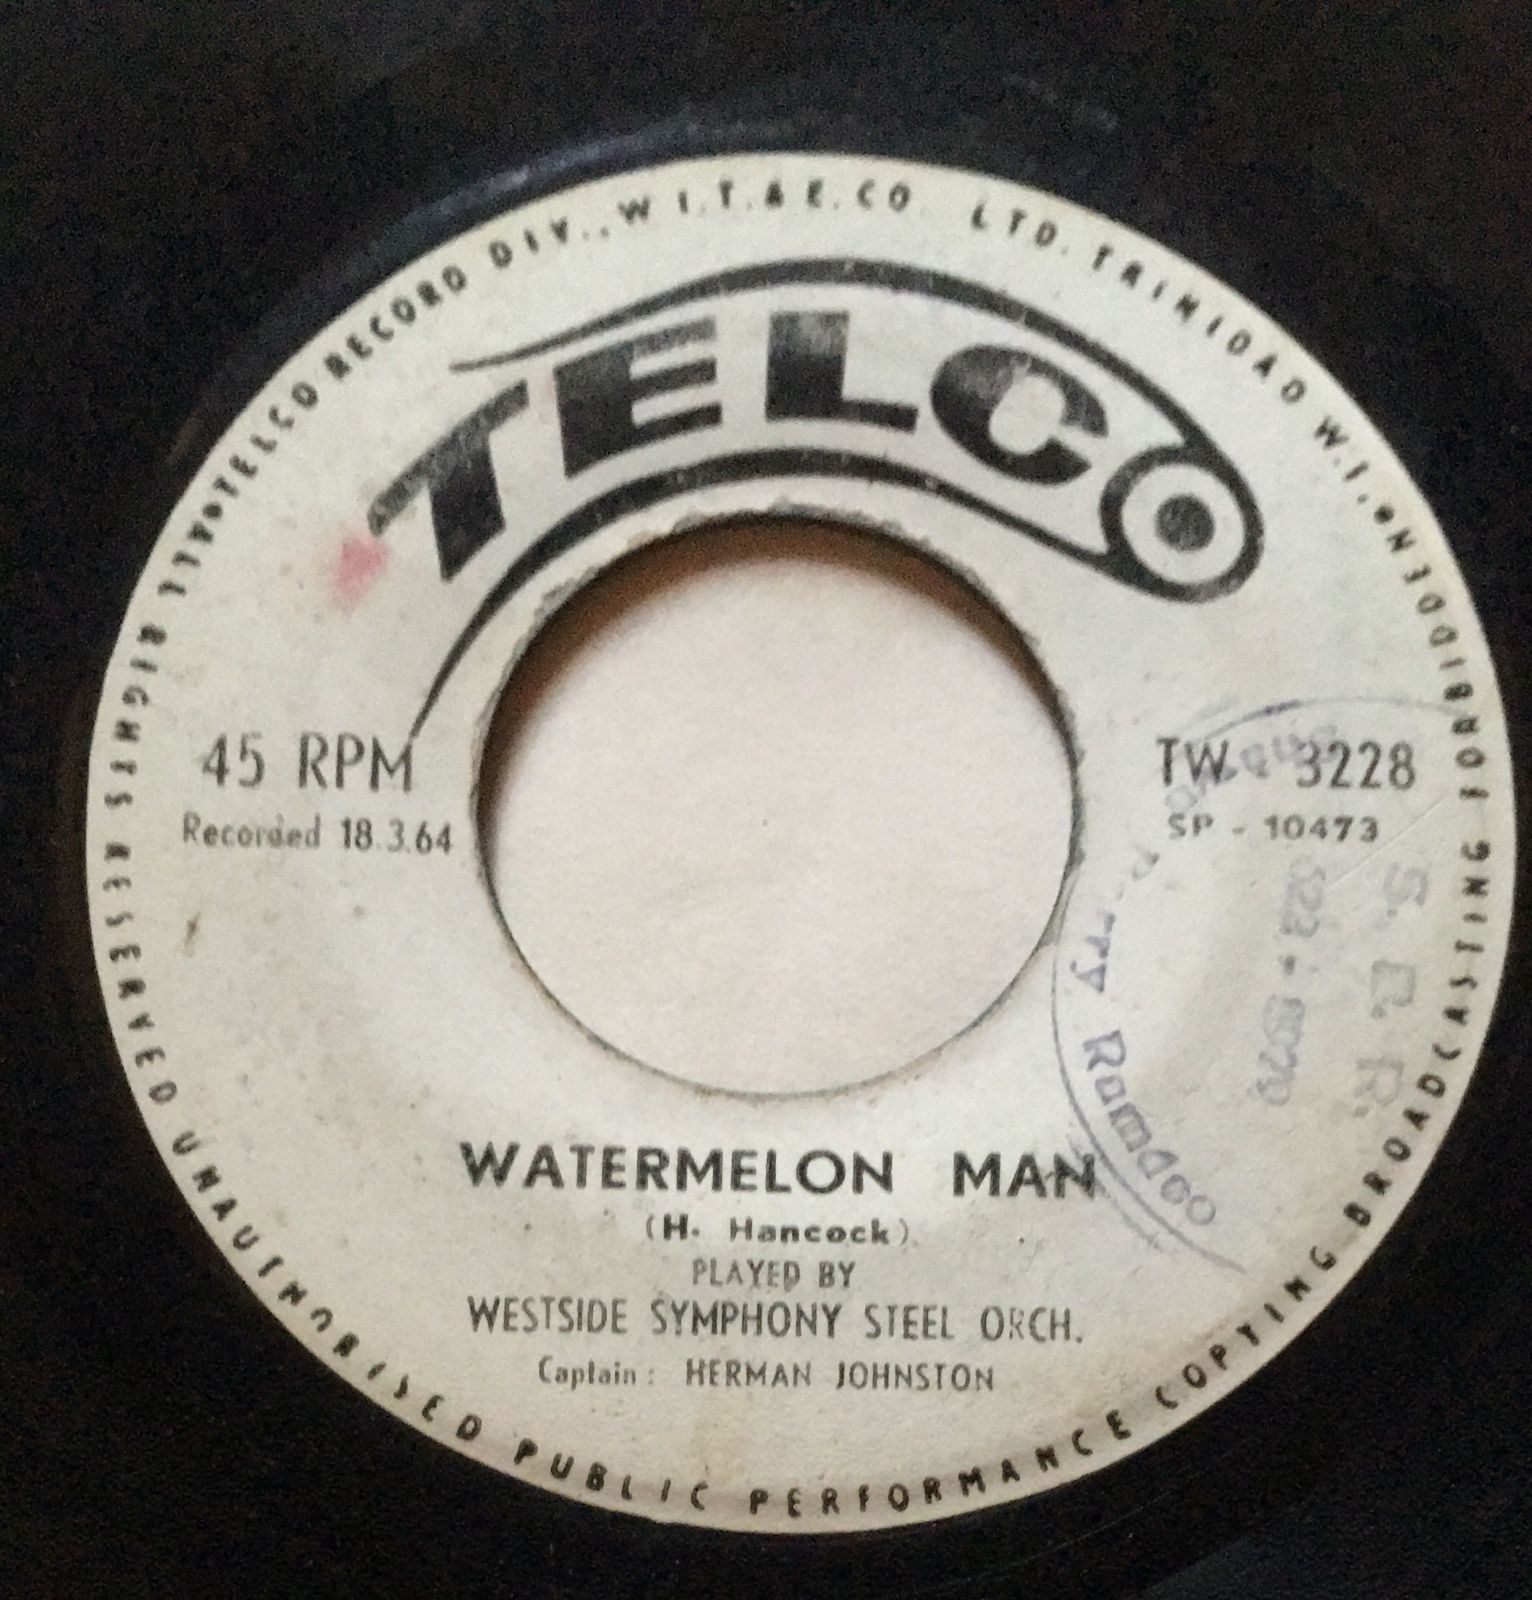 TELCO RECORD DIV., W I.T. & E. CO. LTD. TRINIDAD W.I.
TELCO
45 RPM
Recorded 18.3.64
TW 3228
SP - 10473
S. E. R.
Ramdeo
WATERMELON MAN
(H. Hancock)
PLAYED BY
WESTSIDE SYMPHONY STEEL ORCH.
Captain: HERMAN JOHNSTON
ALL RIGHTS RESERVED UNAUTHORISED PUBLIC PERFORMANCE COPYING BROADCASTING FORBIDDEN